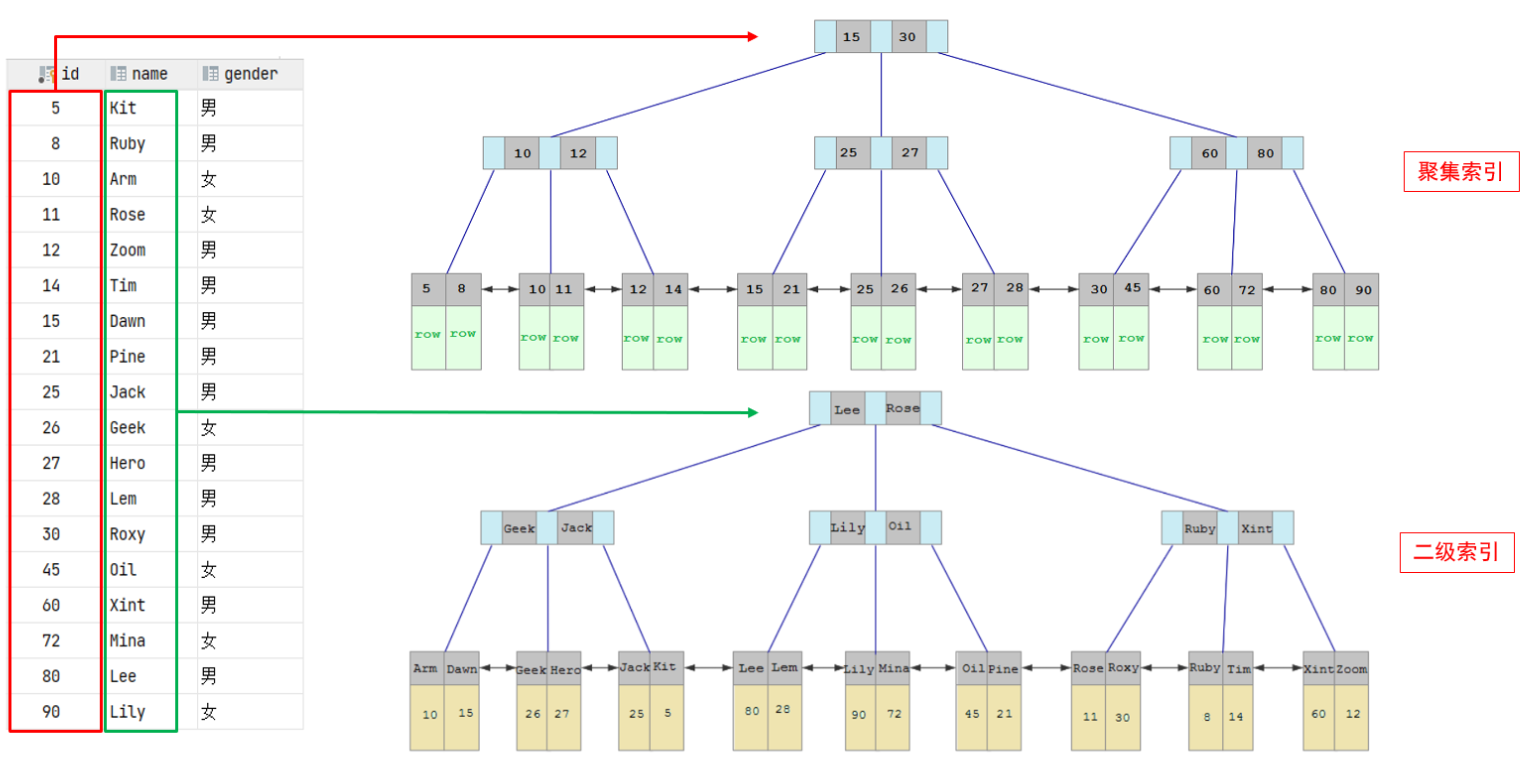 id name gender
5 Kit 男
8 Ruby 男
10 Arm 女
11 Rose 女
12 Zoom 男
14 Tim 男
15 Dawn 男
21 Pine 男
25 Jack 男
26 Geek 女
27 Hero 男
28 Lem 男
30 Roxy 男
45 Oil 女
60 Xint 男
72 Mina 女
80 Lee 男
90 Lily 女
15 30
10 12 25 27 60 80
聚集索引
5 8 10 11 12 14 15 21 25 26 27 28 30 45 60 72 80 90
row row row row row row row row row row row row row row row row row row
Lee Rose
Geek Jack Lily Oil Ruby Xint
二级索引
Arm Dawn Geek Hero Jack Kit Lee Lem Lily Mina Oil Pine Rose Roxy Ruby Tim Xint Zoom
10 15 26 27 25 5 80 28 90 72 45 21 11 30 8 14 60 12